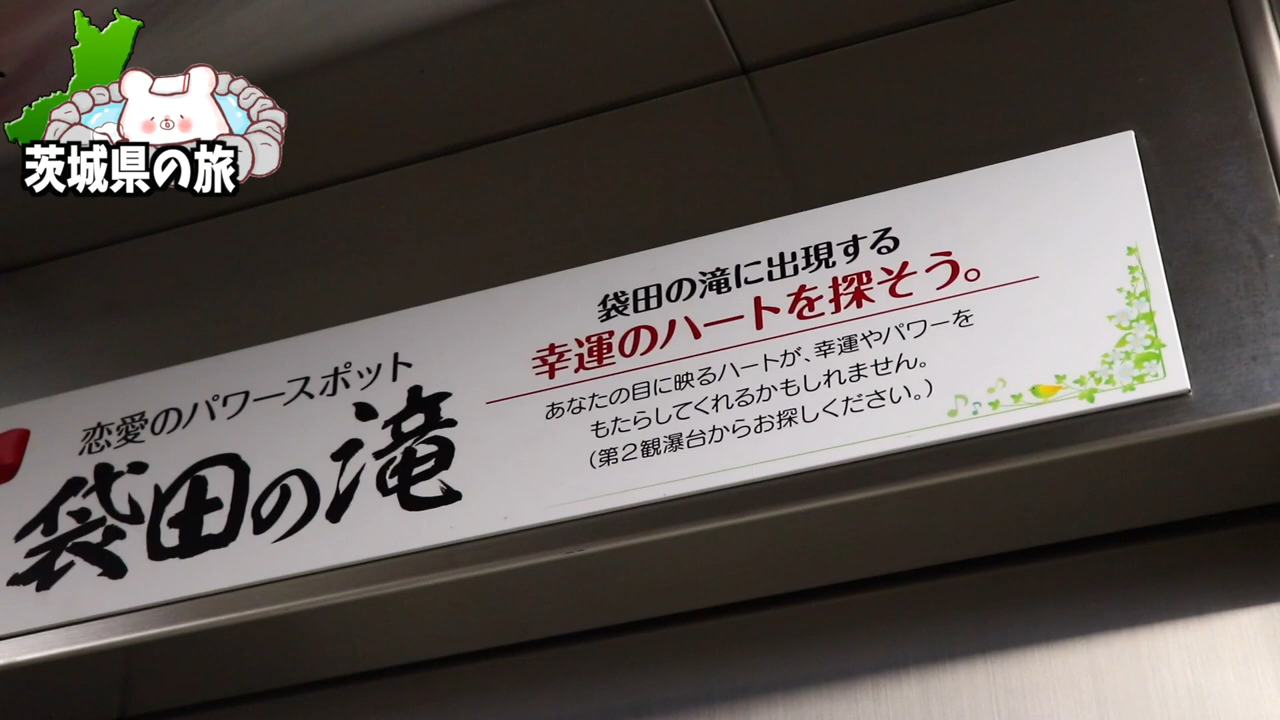 茨城県の旅
恋愛のパワースポット
袋田の滝
袋田の滝に出現する
幸運のハートを探そう。
あなたの目に映るハートが、幸運やパワーを
もたらしてくれるかもしれません。
(第2観瀑台からお探しください。)